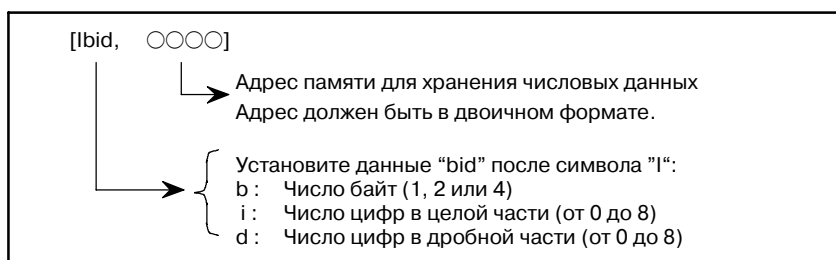 [Ibid, ○○○○]
Адрес памяти для хранения числовых данных
Адрес должен быть в двоичном формате.
Установите данные “bid” после символа ”I“:
b : Число байт (1, 2 или 4)
i : Число цифр в целой части (от 0 до 8)
d : Число цифр в дробной части (от 0 до 8)